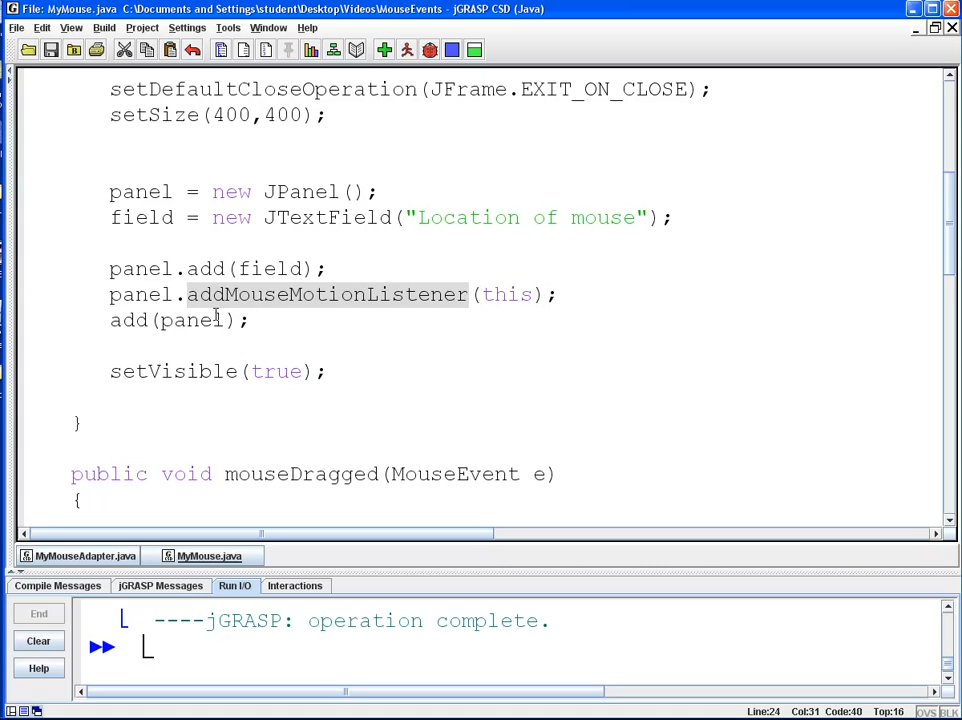 File: MyMouse.java  C:\Documents and Settings\student\Desktop\Videos\MouseEvents - jGRASP CSD (Java)
File Edit View Build Project Settings Tools Window Help
setDefaultCloseOperation(JFrame.EXIT_ON_CLOSE);
setSize(400,400);
panel = new JPanel();
field = new JTextField("Location of mouse");
panel.add(field);
panel.addMouseMotionListener(this);
add(panel);
setVisible(true);
}
public void mouseDragged(MouseEvent e)
{
MyMouseAdapter.java MyMouse.java
Compile Messages jGRASP Messages Run I/O Interactions
End
Clear
Help
----jGRASP: operation complete.
Line:24 Col:31 Code:40 Top:16 OVS BLK